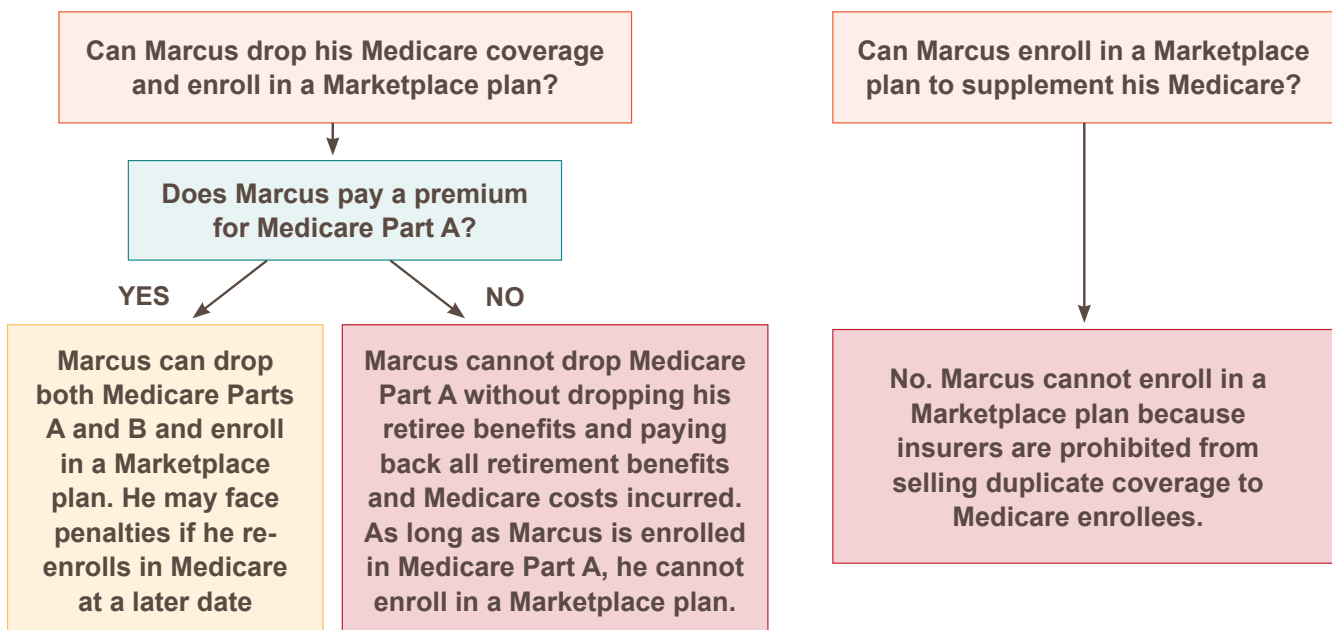 Can Marcus drop his Medicare coverage
and enroll in a Marketplace plan?
Does Marcus pay a premium
for Medicare Part A?
YES
NO
Marcus can drop
both Medicare Parts
A and B and enroll
in a Marketplace
plan. He may face
penalties if he re-
enrolls in Medicare
at a later date
Marcus cannot drop Medicare
Part A without dropping his
retiree benefits and paying
back all retirement benefits
and Medicare costs incurred.
As long as Marcus is enrolled
in Medicare Part A, he cannot
enroll in a Marketplace plan.
Can Marcus enroll in a Marketplace
plan to supplement his Medicare?
No. Marcus cannot enroll in a
Marketplace plan because
insurers are prohibited from
selling duplicate coverage to
Medicare enrollees.